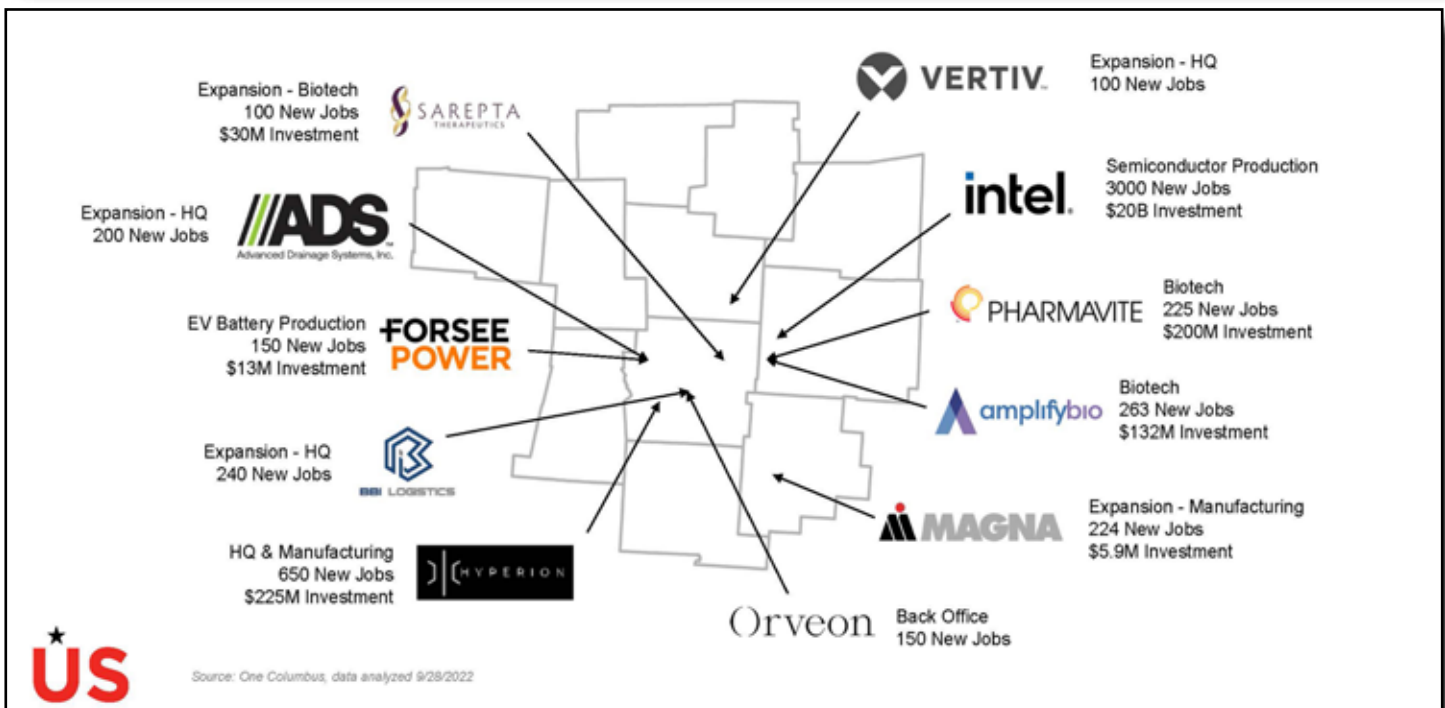 Expansion - Biotech
100 New Jobs
$30M Investment
SAREPTA
THERAPEUTICS
VERTIV™
Expansion - HQ
100 New Jobs
Expansion - HQ
200 New Jobs
ADS™
Advanced Drainage Systems, Inc.
intel.
Semiconductor Production
3000 New Jobs
$20B Investment
EV Battery Production
150 New Jobs
$13M Investment
FORSEE
POWER
PHARMAVITE
Biotech
225 New Jobs
$200M Investment
amplifybio
Biotech
263 New Jobs
$132M Investment
Expansion - HQ
240 New Jobs
BBI LOGISTICS
MAGNA
Expansion - Manufacturing
224 New Jobs
$5.9M Investment
HQ & Manufacturing
650 New Jobs
$225M Investment
HYPERION
Orveon
Back Office
150 New Jobs
US
Source: One Columbus, data analyzed 9/28/2022